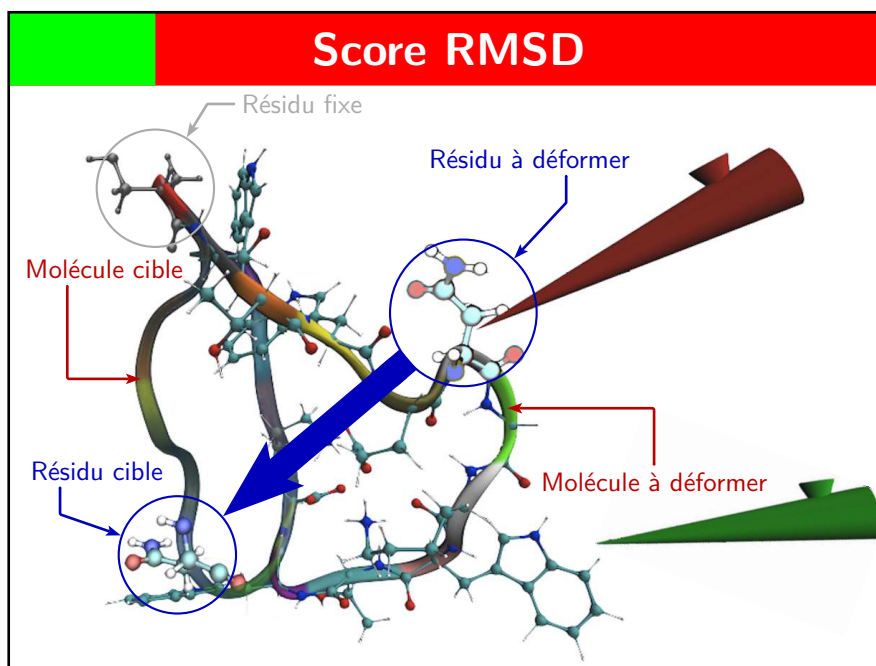 Score RMSD
Résidu fixe
Résidu à déformer
Molécule cible
Résidu cible
Molécule à déformer